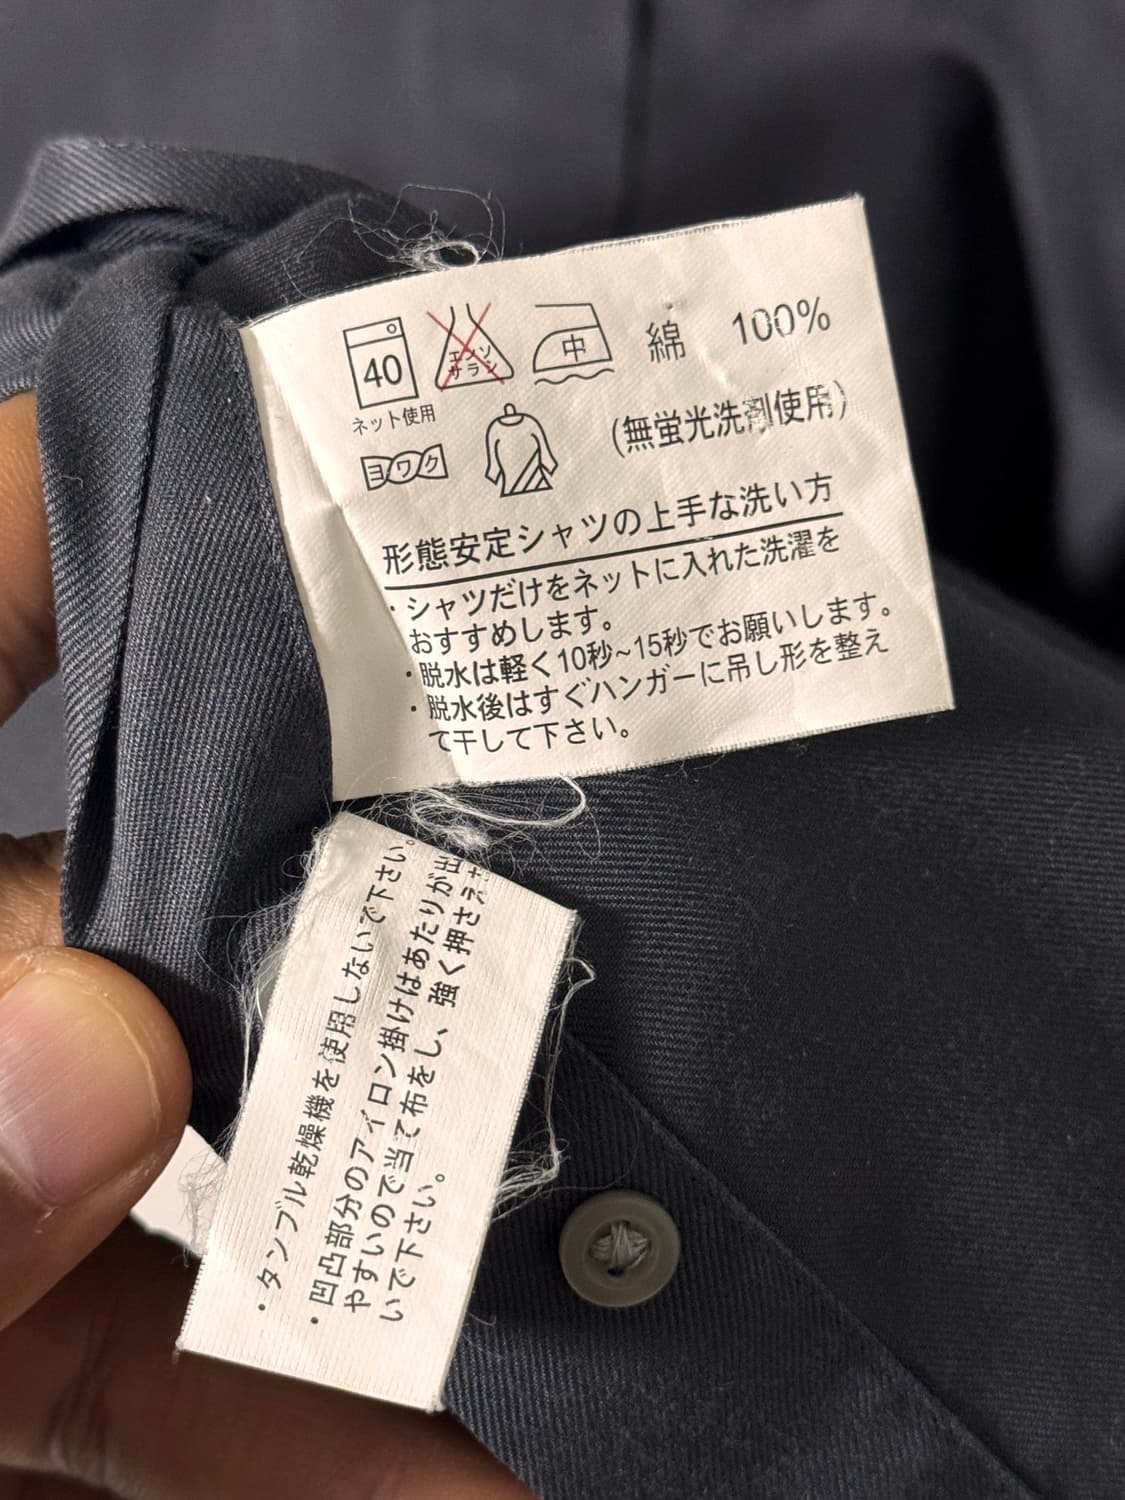 40
エンソ
サラシ
中
綿 100%
ネット使用
ヨワク
(無蛍光洗剤使用)
形態安定シャツの上手な洗い方
・シャツだけをネットに入れた洗濯を
おすすめします。
・脱水は軽く10秒~15秒でお願いします。
・脱水後はすぐハンガーに吊し形を整え
て干して下さい。
・タンブル乾燥機を使用しないで下さい。
・凹凸部分のアイロン掛けはあたりが出
やすいので当て布をし、強く押さえ
いで下さい。